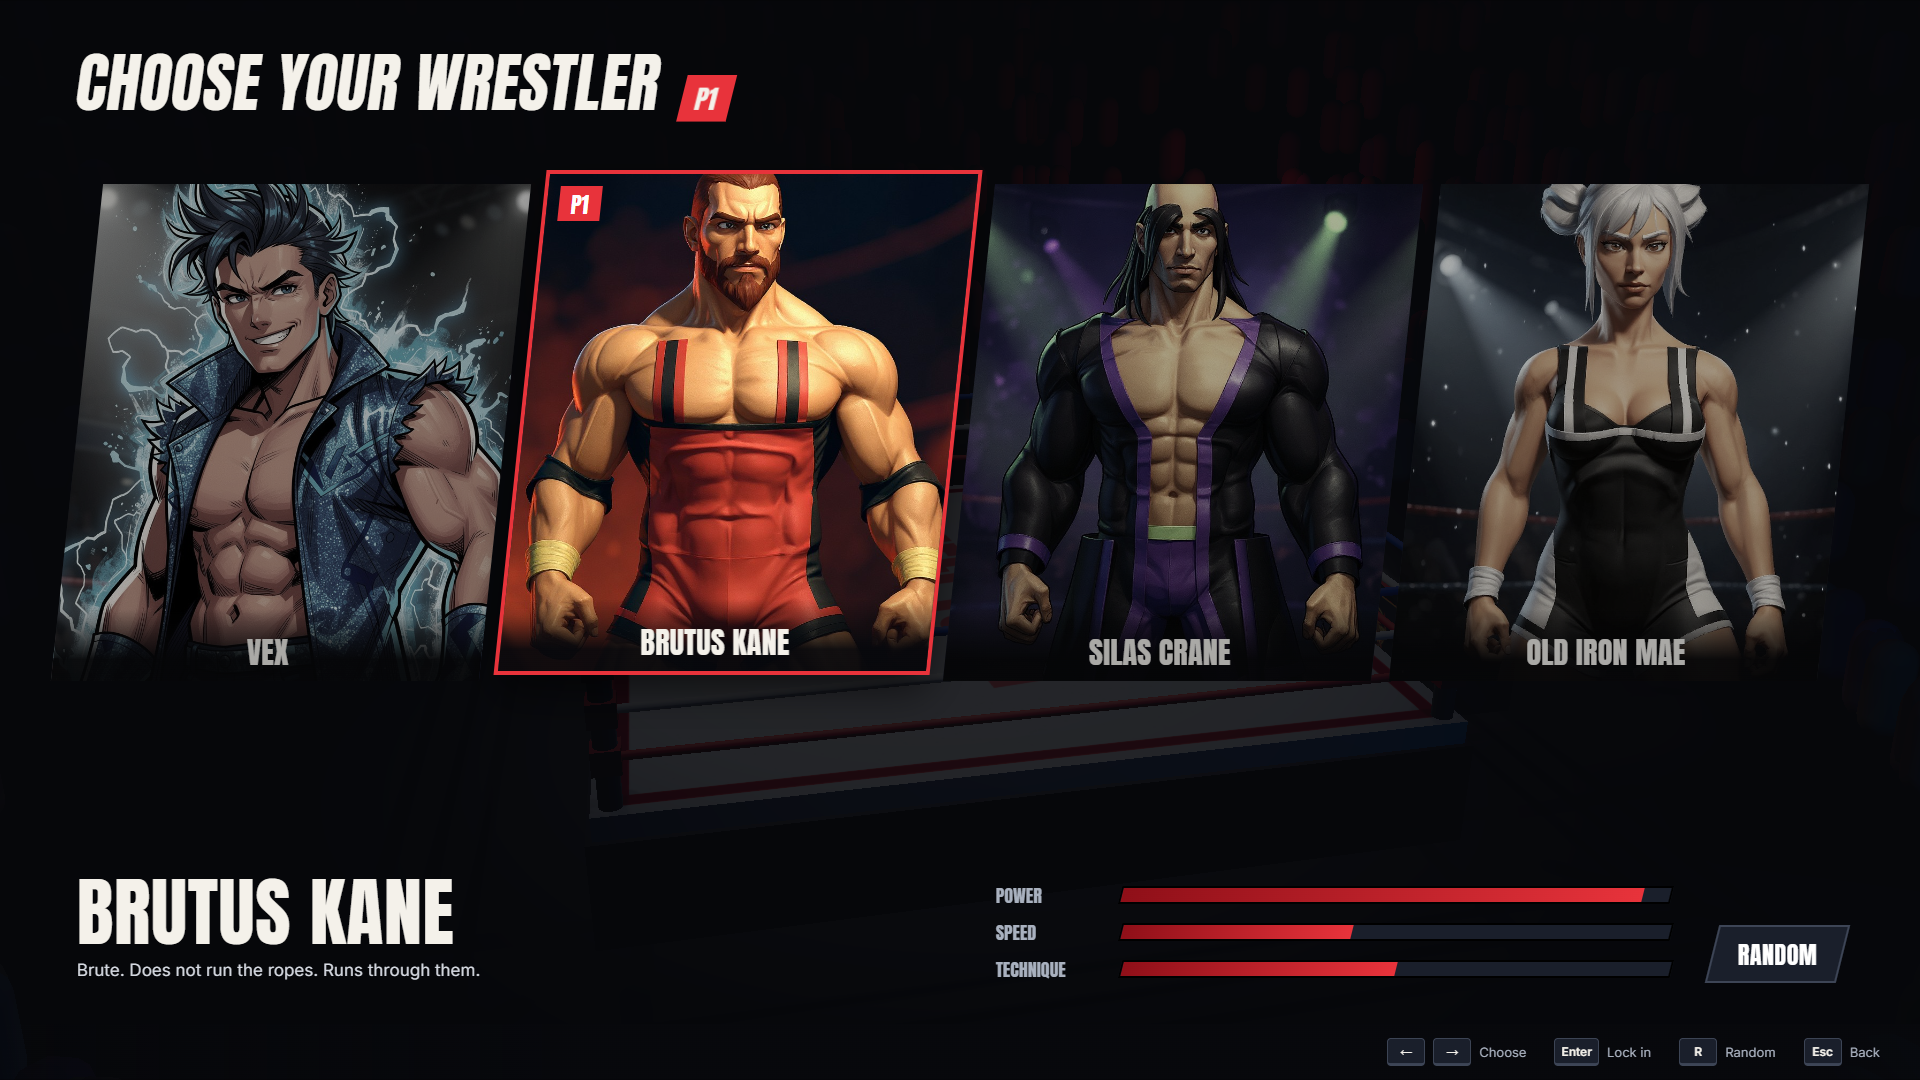 CHOOSE YOUR WRESTLER P1
P1
VEX
BRUTUS KANE
SILAS CRANE
OLD IRON MAE
BRUTUS KANE
Brute. Does not run the ropes. Runs through them.
POWER
SPEED
TECHNIQUE
RANDOM
← → Choose Enter Lock in R Random Esc Back